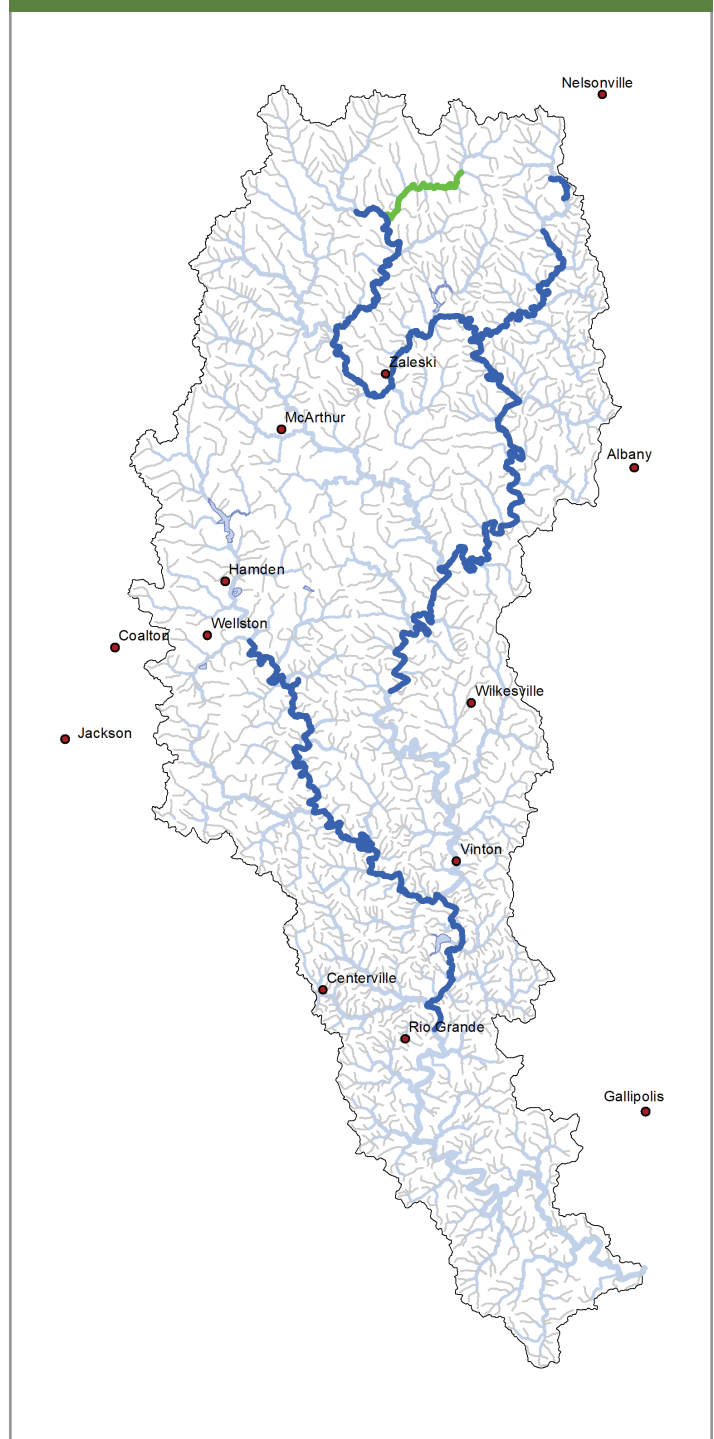 Nelsonville
Zaleski
McArthur
Albany
Hamden
Wellston
Coalton
Wilkesville
Jackson
Vinton
Centerville
Rio Grande
Gallipolis